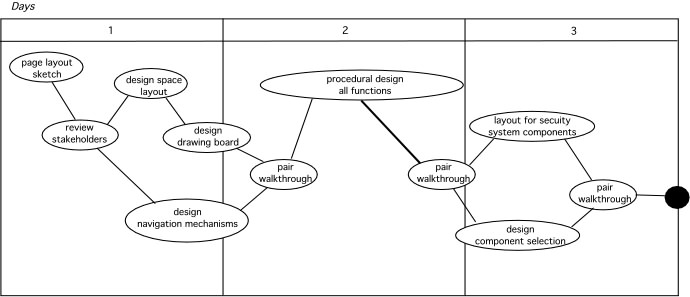 Days
1
2
3
page layout
sketch
design space
layout
review
stakeholders
design
drawing board
design
navigation mechanisms
pair
walkthrough
procedural design
all functions
pair
walkthrough
layout for secuity
system components
design
component selection
pair
walkthrough